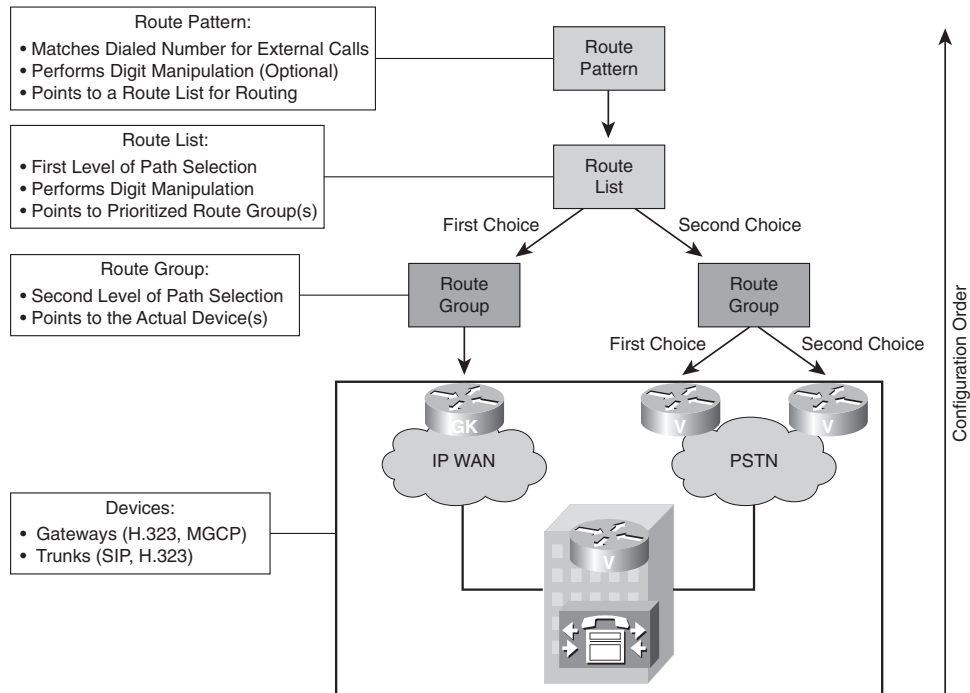 Route Pattern:
• Matches Dialed Number for External Calls
• Performs Digit Manipulation (Optional)
• Points to a Route List for Routing
Route
Pattern
Route List:
• First Level of Path Selection
• Performs Digit Manipulation
• Points to Prioritized Route Group(s)
Route
List
First Choice
Second Choice
Route Group:
• Second Level of Path Selection
• Points to the Actual Device(s)
Route
Group
Route
Group
First Choice
Second Choice
GK
V
V
IP WAN
PSTN
Devices:
• Gateways (H.323, MGCP)
• Trunks (SIP, H.323)
V
Configuration Order